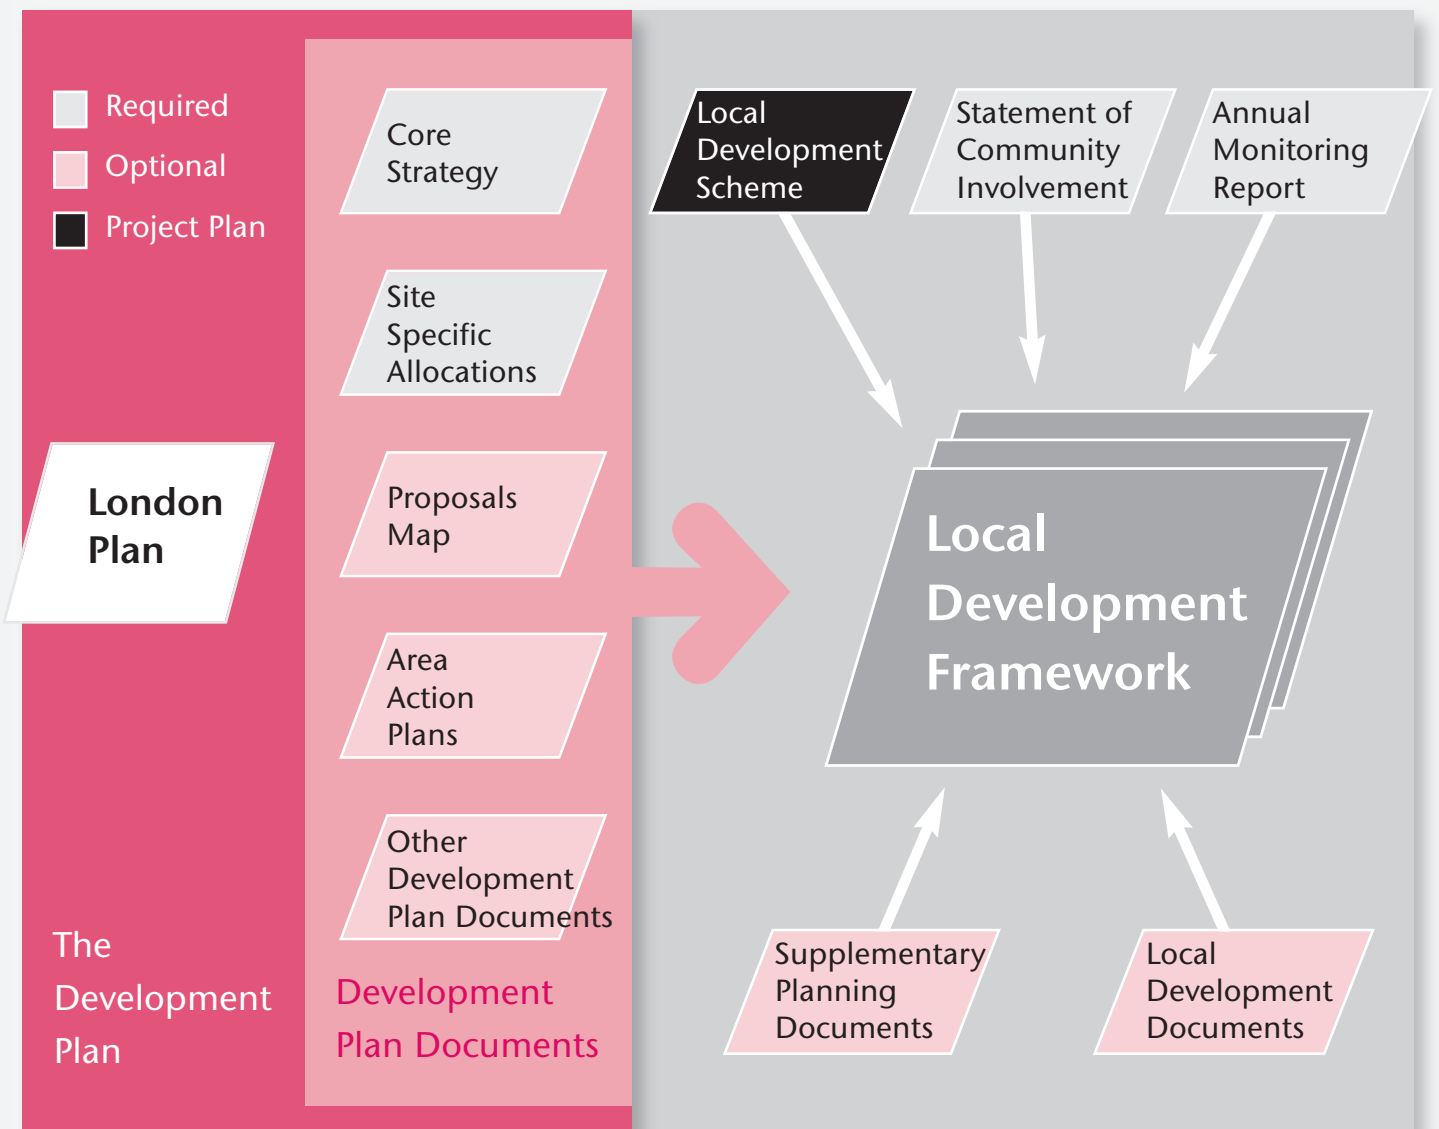 Required
Optional
Project Plan
London
Plan
The
Development
Plan
Core
Strategy
Site
Specific
Allocations
Proposals
Map
Area
Action
Plans
Other
Development
Plan Documents
Development
Plan Documents
Local
Development
Scheme
Statement of
Community
Involvement
Annual
Monitoring
Report
Local
Development
Framework
Supplementary
Planning
Documents
Local
Development
Documents